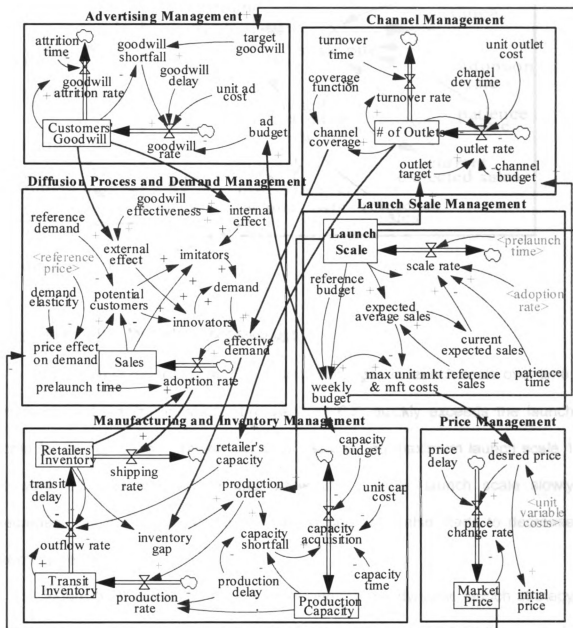 Advertising Management
attrition
time
goodwill
shortfall
target
goodwill
goodwill
delay
goodwill
attrition rate
unit ad
cost
ad
budget
Customers
Goodwill
goodwill
rate
Channel Management
turnover
time
unit outlet
cost
coverage
function
chanel
dev time
turnover rate
channel
coverage
# of Outlets
outlet rate
outlet
target
channel
budget
Diffusion Process and Demand Management
reference
demand
goodwill
effectiveness
internal
effect
external
effect
<reference
price>
imitators
demand
elasticity
potential
customers
demand
innovators
price effect
on demand
Sales
effective
demand
prelaunch time
adoption rate
Launch Scale Management
Launch
Scale
<prelaunch
time>
scale rate
reference
budget
<adoption
rate>
expected
average sales
current
expected sales
weekly
budget
max unit mkt
& mft costs
reference
sales
patience
time
Manufacturing and Inventory Management
Retailers
Inventory
retailer's
capacity
capacity
budget
shipping
rate
transit
delay
production
order
unit cap
cost
outflow rate
inventory
gap
capacity
shortfall
capacity
acquisition
Transit
Inventory
production
rate
production
delay
capacity
time
Production
Capacity
Price Management
price
delay
desired price
<unit
variable
costs>
price
change rate
Market
Price
initial
price